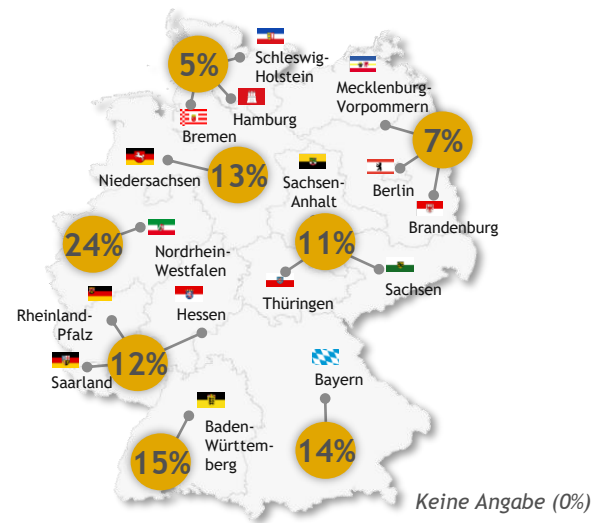 5%
Schleswig-
Holstein
Hamburg
Bremen
Mecklenburg-
Vorpommern
7%
Berlin
Brandenburg
Niedersachsen
13%
Sachsen-
Anhalt
11%
Thüringen
Sachsen
24%
Nordrhein-
Westfalen
Rheinland-
Pfalz
Hessen
Saarland
12%
Bayern
14%
Baden-
Württem-
berg
15%
Keine Angabe (0%)